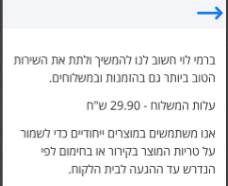 ברמי לוי חשוב לנו להמשיך ולתת את השירות
הטוב ביותר גם בהזמנות ובמשלוחים.
עלות המשלוח - 29.90 ש"ח
אנו משתמשים במוצרים ייחודיים כדי לשמור
על טריות המוצר בקירור או בחימום לפי
הנדרש עד ההגעה לבית הלקוח.